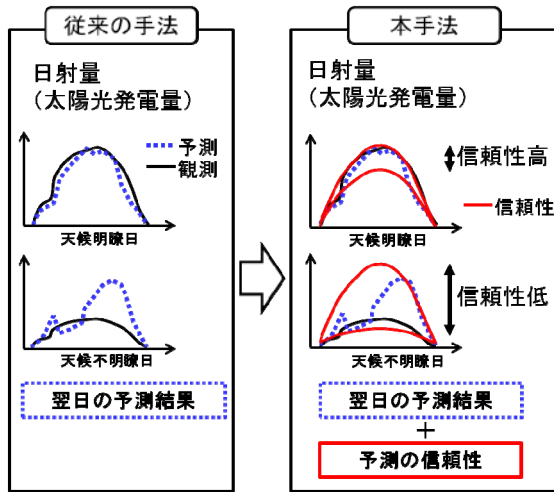 従来の手法
日射量
(太陽光発電量)
予測
観測
天候明瞭日
天候不明瞭日
翌日の予測結果
本手法
日射量
(太陽光発電量)
信頼性高
信頼性
天候明瞭日
信頼性低
天候不明瞭日
翌日の予測結果
+
予測の信頼性